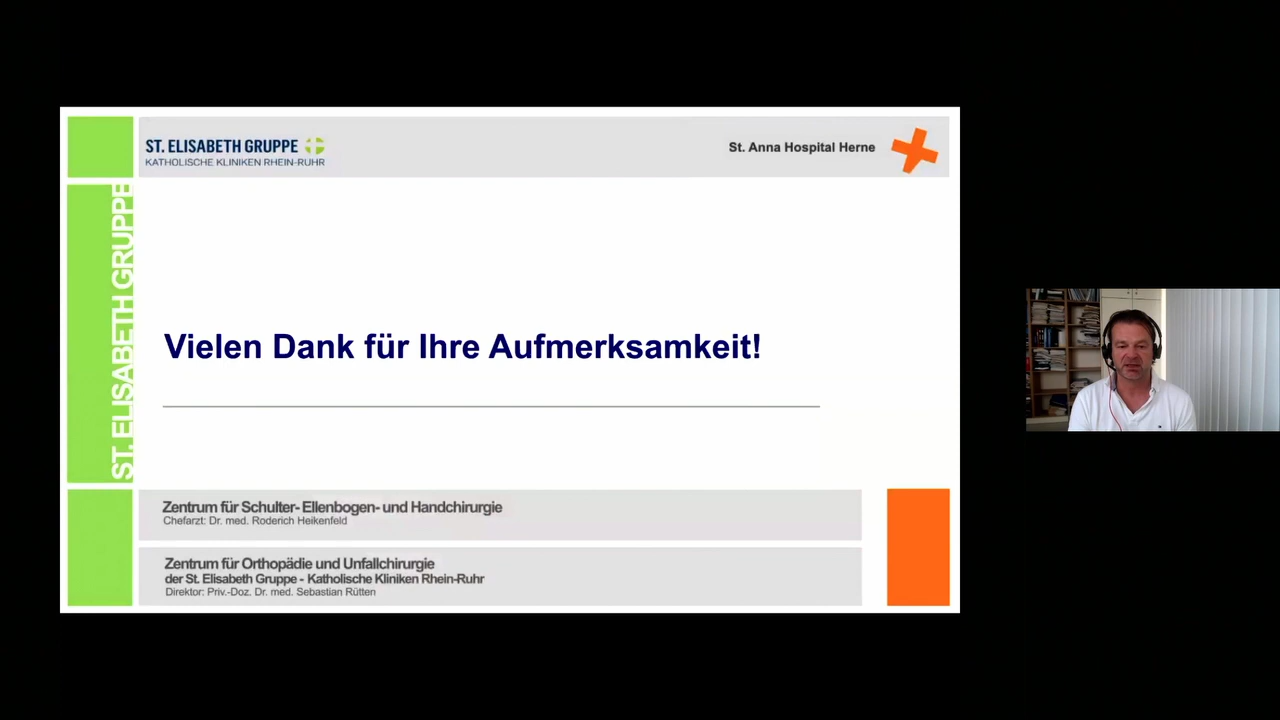 ST. ELISABETH GRUPPE
KATHOLISCHE KLINIKEN RHEIN-RUHR
St. Anna Hospital Herne
ST. ELISABETH GRUPPE
Vielen Dank für Ihre Aufmerksamkeit!
Zentrum für Schulter- Ellenbogen- und Handchirurgie
Chefarzt: Dr. med. Roderich Heikenfeld
Zentrum für Orthopädie und Unfallchirurgie
der St. Elisabeth Gruppe - Katholische Kliniken Rhein-Ruhr
Direktor: Priv.-Doz. Dr. med. Sebastian Rütten